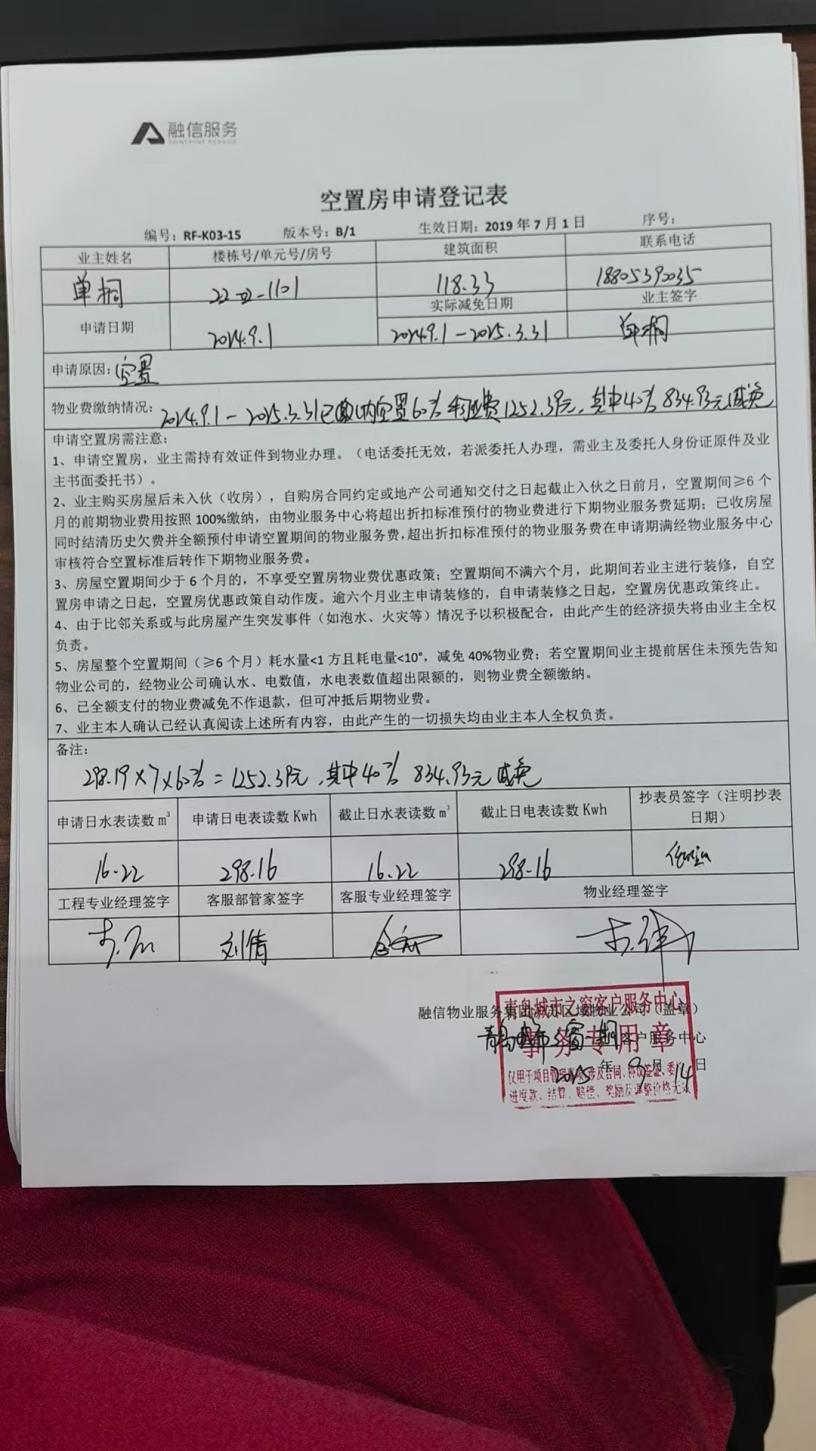 融信服务
空置房申请登记表
编号：RF-K03-15 版本号：B/1 生效日期：2019年7月1日 序号：
业主姓名 楼栋号/单元号/房号 建筑面积 联系电话
单桐 22-2-1101 118.33 18805390035
实际减免日期 业主签字
申请日期 2024.9.1 2024.9.1-2025.3.31 单桐
申请原因：空置
物业费缴纳情况：2024.9.1-2025.3.31已缴纳空置60%物业费1252.39元，其中40% 834.93元减免
申请空置房需注意：
1、申请空置房，业主需持有效证件到物业办理。（电话委托无效，若派委托人办理，需业主及委托人身份证原件及业
主书面委托书）。
2、业主购买房屋后未入伙（收房），自购房合同约定或地产公司通知交付之日起截止入伙之日前月，空置期间≥6个
月的前期物业费用按照100%缴纳，由物业服务中心将超出折扣标准预付的物业费进行下期物业服务费延期；已收房屋
同时结清历史欠费并全额预付申请空置期间的物业服务费，超出折扣标准预付的物业服务费在申请期满经物业服务中心
审核符合空置标准后转作下期物业服务费。
3、房屋空置期间少于6个月的，不享受空置房物业费优惠政策；空置期间不满六个月，此期间若业主进行装修，自空
置房申请之日起，空置房优惠政策自动作废。逾六个月业主申请装修的，自申请装修之日起，空置房优惠政策终止。
4、由于比邻关系或与此房屋产生突发事件（如泡水、火灾等）情况予以积极配合，由此产生的经济损失将由业主全权
负责。
5、房屋整个空置期间（≥6个月）耗水量<1方且耗电量<10°，减免40%物业费；若空置期间业主提前居住未预先告知
物业公司的，经物业公司确认水、电数值，水电表数值超出限额的，则物业费全额缴纳。
6、已全额支付的物业费减免不作退款，但可冲抵后期物业费。
7、业主本人确认已经认真阅读上述所有内容，由此产生的一切损失均由业主本人全权负责。
备注：
298.19×7×60%=1252.39元，其中40% 834.93元减免
申请日水表读数m³ 申请日电表读数Kwh 截止日水表读数m³ 截止日电表读数Kwh 抄表员签字（注明抄表
日期）
16.22 298.16 16.22 298.16
工程专业经理签字 客服部管家签字 客服专业经理签字 物业经理签字
刘倩
融信物业服务集团 区域物业公司（盖章）
青岛城市之窗客户服务中心
客户服务中心
事务专用章
2025年9月14日